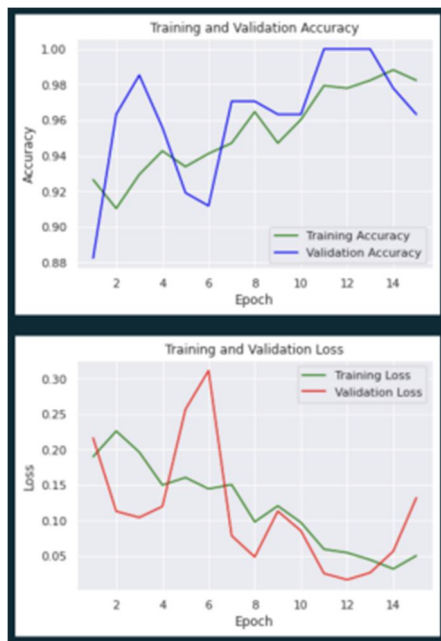 Training and Validation Accuracy
1.00
0.98
0.96
0.94
0.92
0.90
0.88
Accuracy
Training Accuracy
Validation Accuracy
2 4 6 8 10 12 14
Epoch
Training and Validation Loss
0.30
0.25
0.20
0.15
0.10
0.05
Loss
Training Loss
Validation Loss
2 4 6 8 10 12 14
Epoch